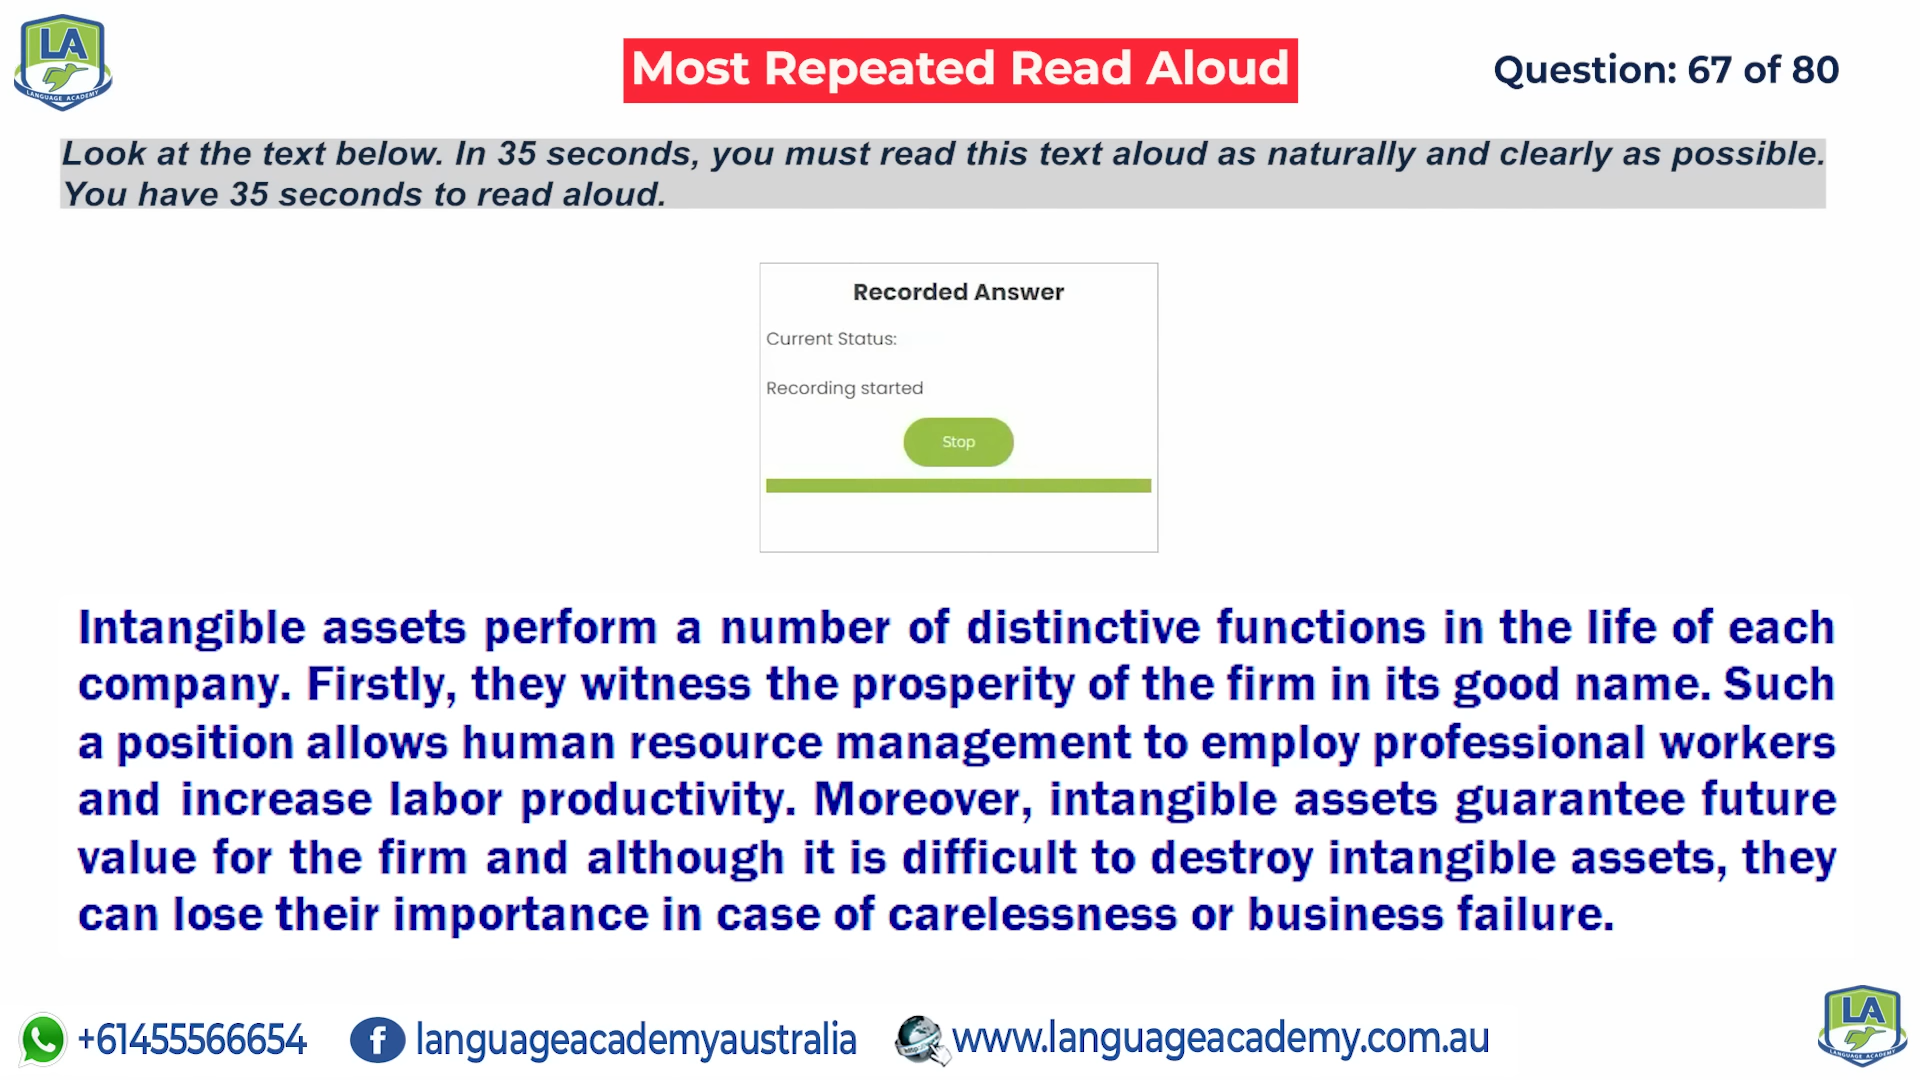 LA
LANGUAGE ACADEMY
Most Repeated Read Aloud
Question: 67 of 80
Look at the text below. In 35 seconds, you must read this text aloud as naturally and clearly as possible.
You have 35 seconds to read aloud.
Recorded Answer
Current Status:
Recording started
Stop
Intangible assets perform a number of distinctive functions in the life of each
company. Firstly, they witness the prosperity of the firm in its good name. Such
a position allows human resource management to employ professional workers
and increase labor productivity. Moreover, intangible assets guarantee future
value for the firm and although it is difficult to destroy intangible assets, they
can lose their importance in case of carelessness or business failure.
+61455566654
f
languageacademyaustralia
http
www.languageacademy.com.au
LA
LANGUAGE ACADEMY